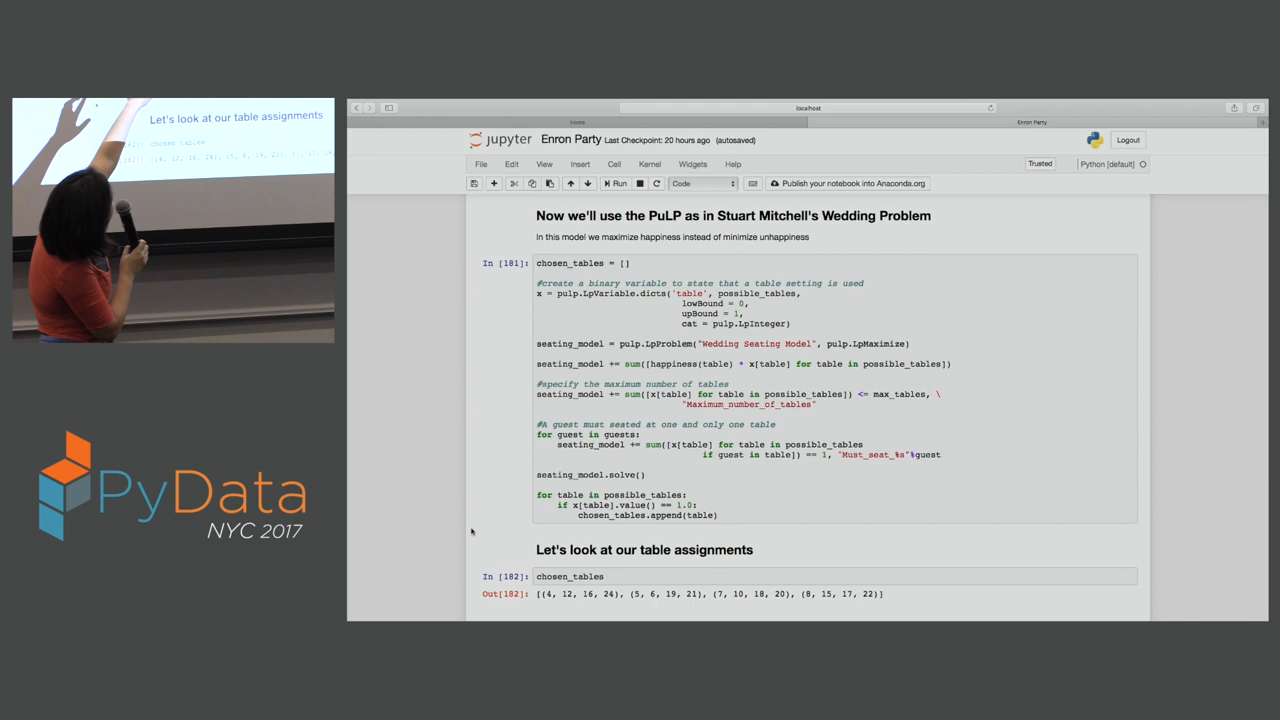 Let's look at our table assignments
chosen_tables
[(4, 12, 16, 24), (5, 6, 19, 21),
PyData
NYC 2017
localhost
Home
Enron Party
jupyter Enron Party Last Checkpoint: 20 hours ago (autosaved)
Logout
File Edit View Insert Cell Kernel Widgets Help
Trusted
Python [default]
Run
Code
Publish your notebook into Anaconda.org
Now we'll use the PuLP as in Stuart Mitchell's Wedding Problem
In this model we maximize happiness instead of minimize unhappiness
In [181]: chosen_tables = []
#create a binary variable to state that a table setting is used
x = pulp.LpVariable.dicts('table', possible_tables,
lowBound = 0,
upBound = 1,
cat = pulp.LpInteger)
seating_model = pulp.LpProblem("Wedding Seating Model", pulp.LpMaximize)
seating_model += sum([happiness(table) * x[table] for table in possible_tables])
#specify the maximum number of tables
seating_model += sum([x[table] for table in possible_tables]) <= max_tables, \
"Maximum_number_of_tables"
#A guest must seated at one and only one table
for guest in guests:
seating_model += sum([x[table] for table in possible_tables
if guest in table]) == 1, "Must_seat_%s"%guest
seating_model.solve()
for table in possible_tables:
if x[table].value() == 1.0:
chosen_tables.append(table)
Let's look at our table assignments
In [182]: chosen_tables
Out[182]: [(4, 12, 16, 24), (5, 6, 19, 21), (7, 10, 18, 20), (8, 15, 17, 22)]